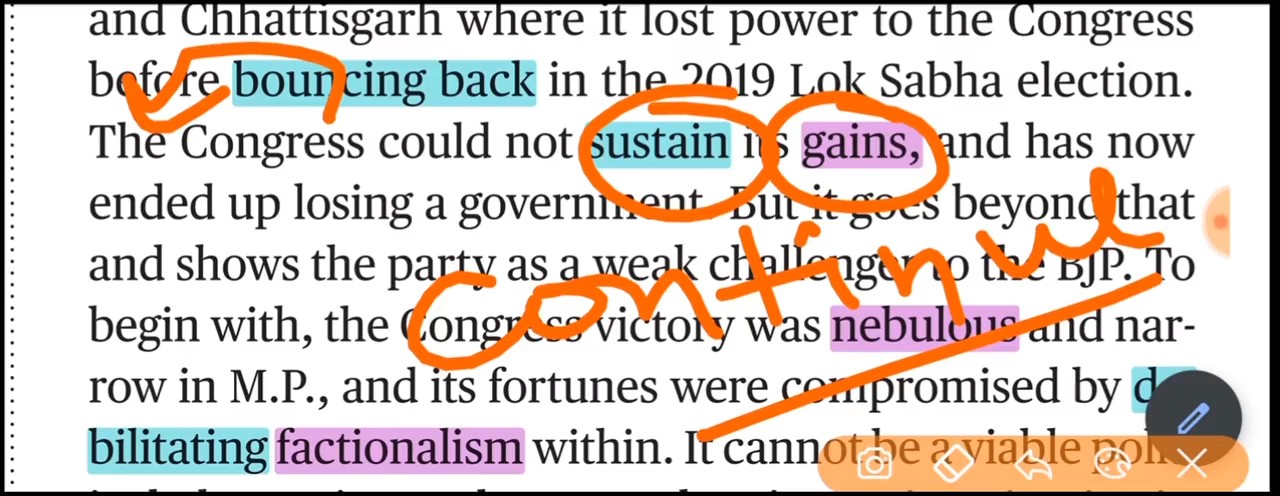 and Chhattisgarh where it lost power to the Congress
before bouncing back in the 2019 Lok Sabha election.
The Congress could not sustain its gains, and has now
ended up losing a government. But it goes beyond that
and shows the party as a weak challenger to the BJP. To
continue
begin with, the Congress victory was nebulous and nar-
row in M.P., and its fortunes were compromised by
bilitating factionalism within. It cannot be a viable